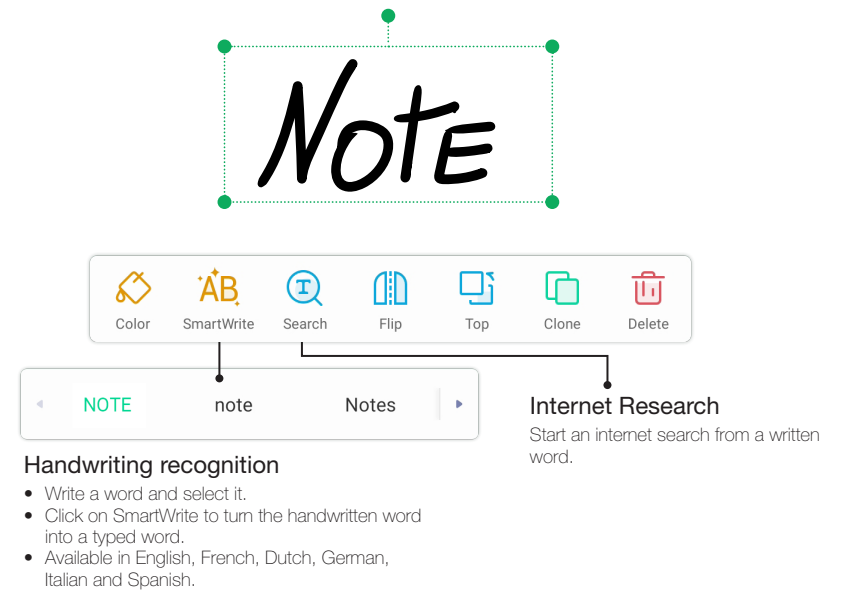 NOTE
Color SmartWrite Search Flip Top Clone Delete
NOTE note Notes
Internet Research
Start an internet search from a written
word.
Handwriting recognition
• Write a word and select it.
• Click on SmartWrite to turn the handwritten word
into a typed word.
• Available in English, French, Dutch, German,
Italian and Spanish.